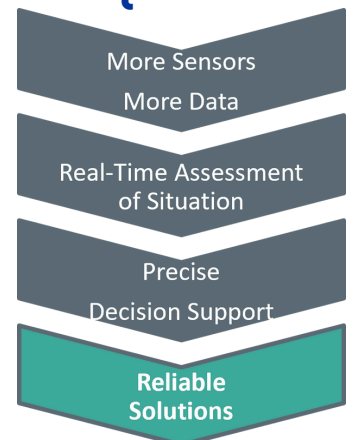 More Sensors
More Data
Real-Time Assessment
of Situation
Precise
Decision Support
Reliable
Solutions